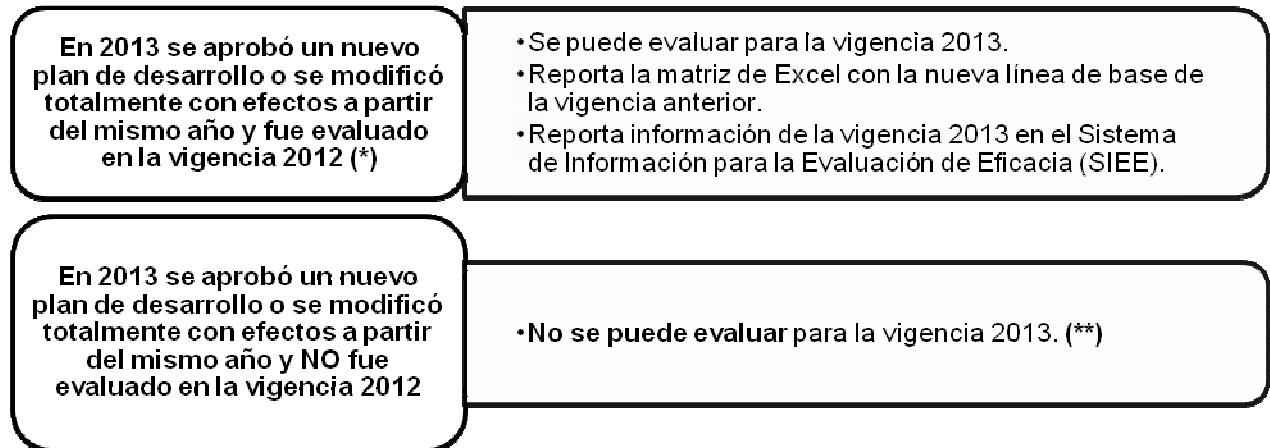 En 2013 se aprobó un nuevo
plan de desarrollo o se modificó
totalmente con efectos a partir
del mismo año y fue evaluado
en la vigencia 2012 (*)
•Se puede evaluar para la vigencia 2013.
•Reporta la matriz de Excel con la nueva línea de base de
la vigencia anterior.
•Reporta información de la vigencia 2013 en el Sistema
de Información para la Evaluación de Eficacia (SIEE).
En 2013 se aprobó un nuevo
plan de desarrollo o se modificó
totalmente con efectos a partir
del mismo año y NO fue
evaluado en la vigencia 2012
•No se puede evaluar para la vigencia 2013. (**)